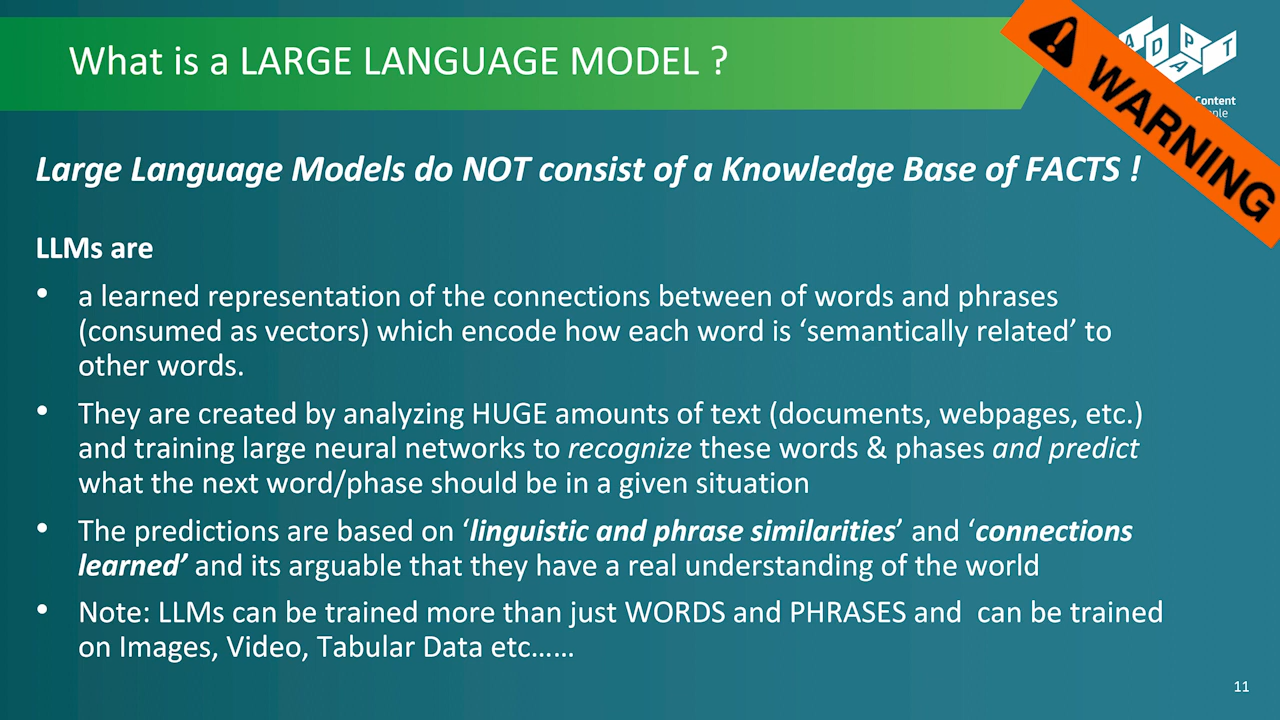 What is a LARGE LANGUAGE MODEL ?
ADAPT
WARNING
Content
Large Language Models do NOT consist of a Knowledge Base of FACTS !
LLMs are
• a learned representation of the connections between of words and phrases
(consumed as vectors) which encode how each word is ‘semantically related’ to
other words.
• They are created by analyzing HUGE amounts of text (documents, webpages, etc.)
and training large neural networks to recognize these words & phases and predict
what the next word/phase should be in a given situation
• The predictions are based on ‘linguistic and phrase similarities’ and ‘connections
learned’ and its arguable that they have a real understanding of the world
• Note: LLMs can be trained more than just WORDS and PHRASES and  can be trained
on Images, Video, Tabular Data etc……
11